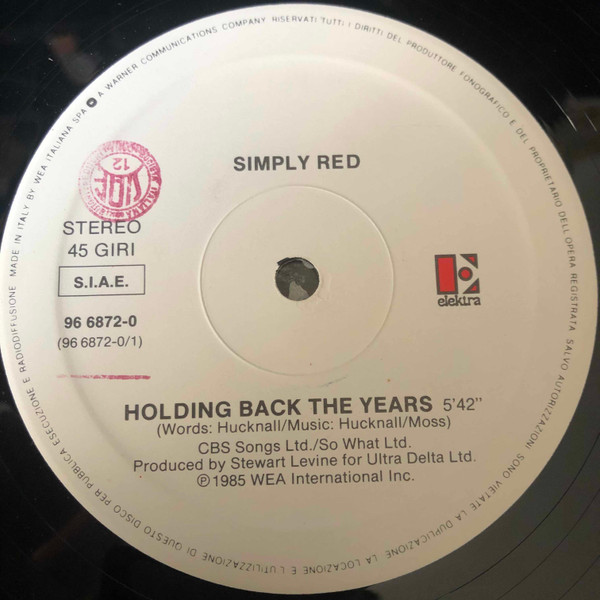 MADE IN ITALY BY WEA ITALIANA SPA A WARNER COMMUNICATIONS COMPANY. RISERVATI TUTTI I DIRITTI DEL PRODUTTORE FONOGRAFICO E DEL PROPRIETARIO DELL'OPERA REGISTRATA. SALVO AUTORIZZAZIONI SONO VIETATE LA DUPLICAZIONE, LA LOCAZIONE E L'UTILIZZAZIONE DI QUESTO DISCO PER PUBBLICA ESECUZIONE E RADIODIFFUSIONE
SIMPLY RED
12
ITALIANA
STEREO
45 GIRI
S.I.A.E.
elektra
96 6872-0
(96 6872-0/1)
HOLDING BACK THE YEARS 5'42"
(Words: Hucknall/Music: Hucknall/Moss)
CBS Songs Ltd./So What Ltd.
Produced by Stewart Levine for Ultra Delta Ltd.
℗1985 WEA International Inc.